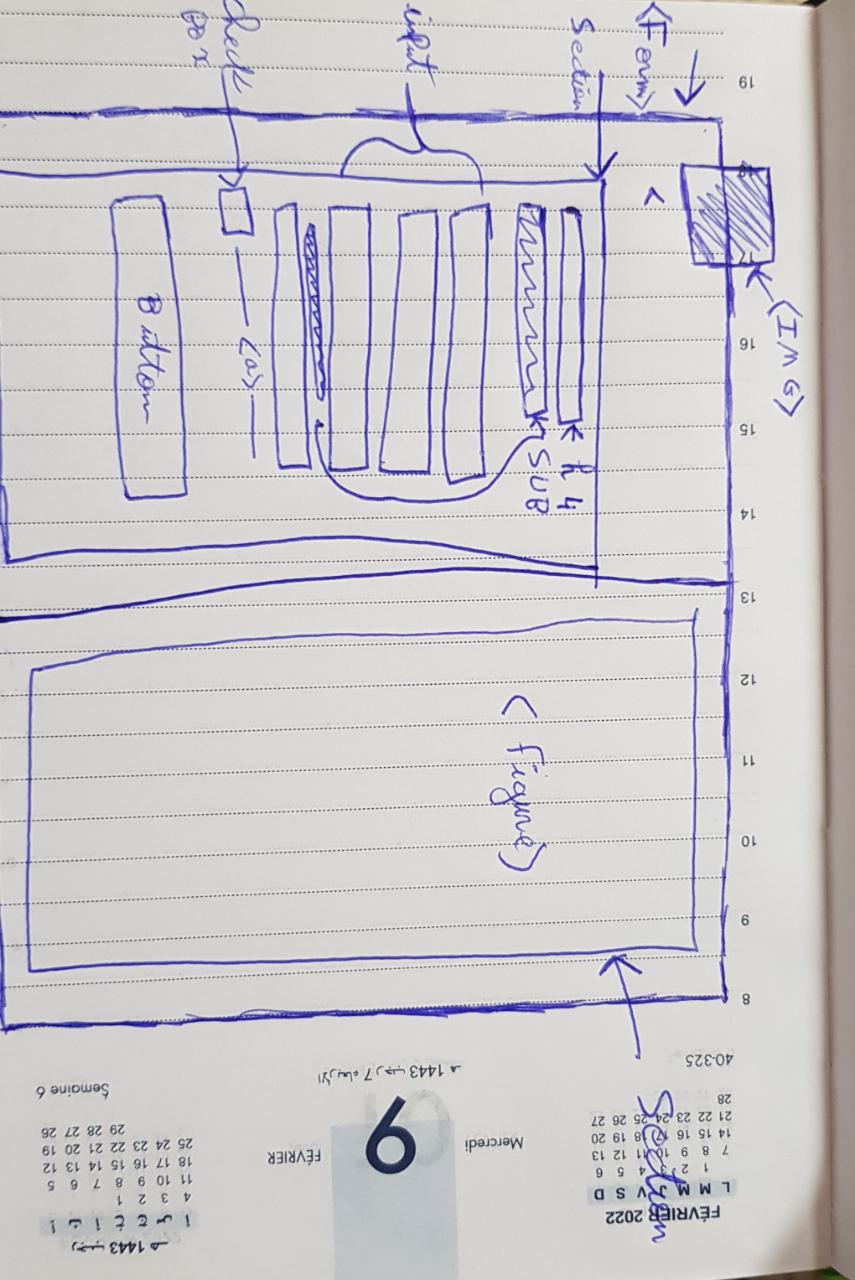 <Form>
Section
input
check
box
<IMG>
<
h4
SUB
<a>
Button
<figure>
Section
19
18
17
16
15
14
13
12
11
10
9
8
40-325
FÉVRIER 2022
L M M J V S D
1 2 3 4 5 6
7 8 9 10 11 12 13
14 15 16 17 18 19 20
21 22 23 24 25 26 27
28
Mercredi
9
FÉVRIER
الأربعاء 7 رجب 1443 هـ
Semaine 6
رجب 1443 هـ
4 3 2 1
11 10 9 8 7 6 5
18 17 16 15 14 13 12
25 24 23 22 21 20 19
29 28 27 26